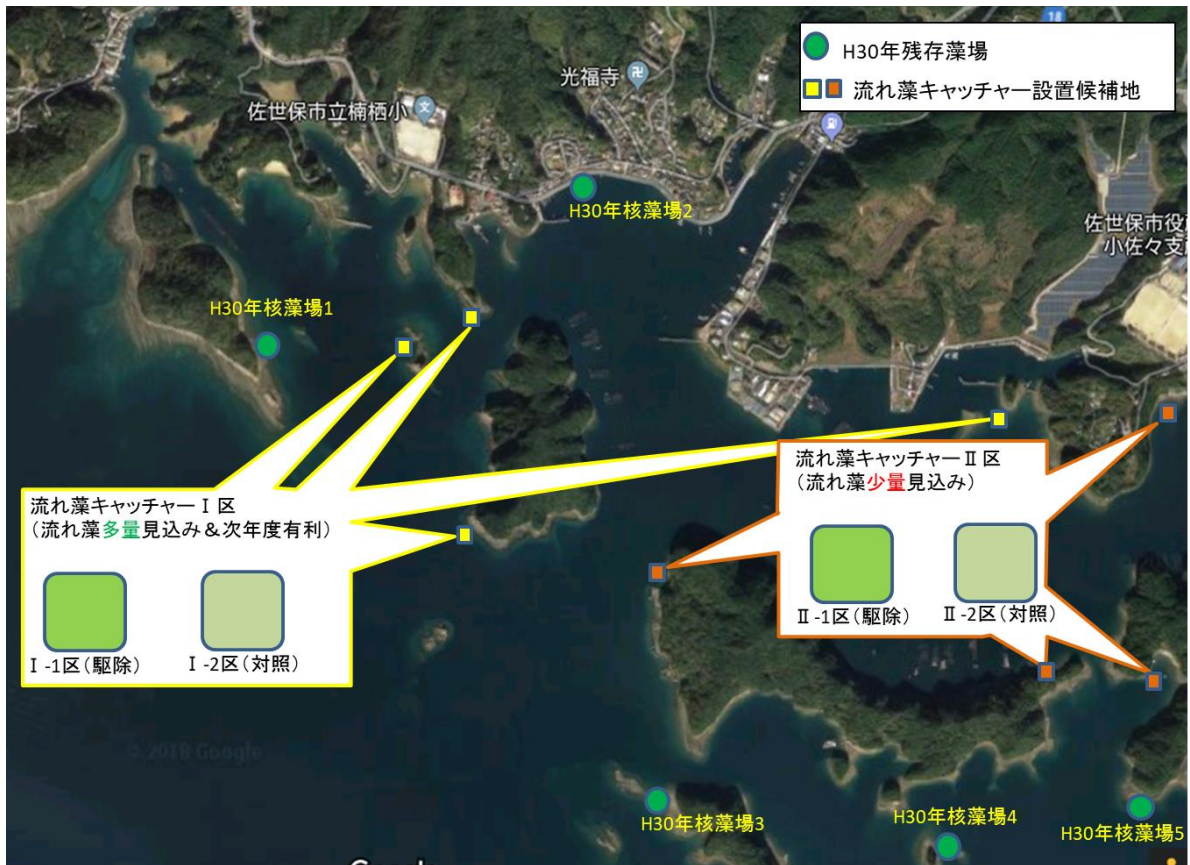 18
H30年残存藻場
流れ藻キャッチャー設置候補地
光福寺
佐世保市立楠栖小
文
H30年核藻場2
佐世保市役
小佐々支
H30年核藻場1
流れ藻キャッチャーⅠ区
(流れ藻多量見込み&次年度有利)
Ⅰ-1区(駆除)
Ⅰ-2区(対照)
流れ藻キャッチャーⅡ区
(流れ藻少量見込み)
Ⅱ-1区(駆除)
Ⅱ-2区(対照)
© 2018 Google
H30年核藻場3
H30年核藻場4
H30年核藻場5